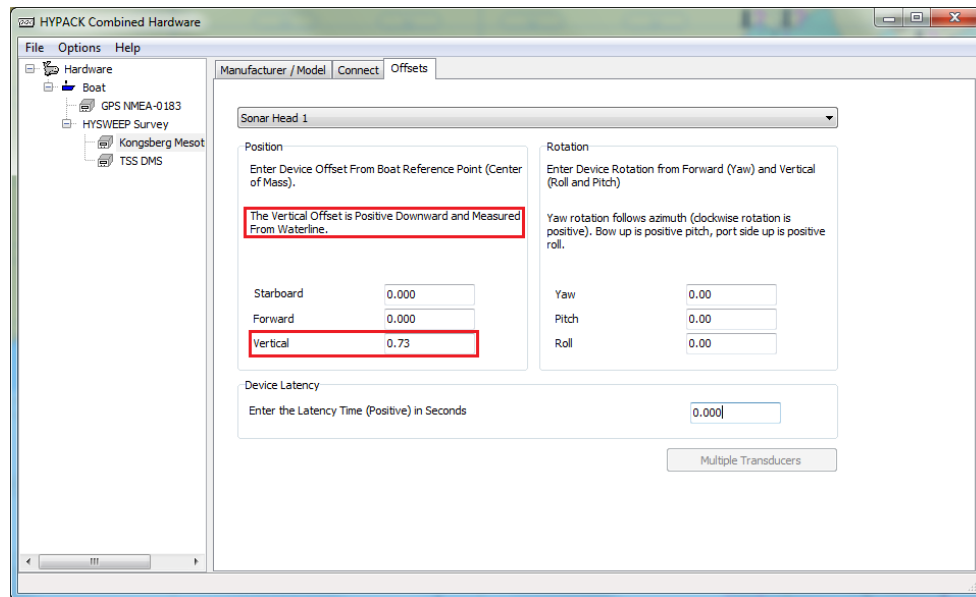 HYPACK Combined Hardware
File Options Help
Hardware
Boat
GPS NMEA-0183
HYSWEEP Survey
Kongsberg Mesot
TSS DMS
Manufacturer / Model Connect Offsets
Sonar Head 1
Position
Enter Device Offset From Boat Reference Point (Center
of Mass).
The Vertical Offset is Positive Downward and Measured
From Waterline.
Starboard 0.000
Forward 0.000
Vertical 0.73
Rotation
Enter Device Rotation from Forward (Yaw) and Vertical
(Roll and Pitch)
Yaw rotation follows azimuth (clockwise rotation is
positive). Bow up is positive pitch, port side up is positive
roll.
Yaw 0.00
Pitch 0.00
Roll 0.00
Device Latency
Enter the Latency Time (Positive) in Seconds 0.000
Multiple Transducers